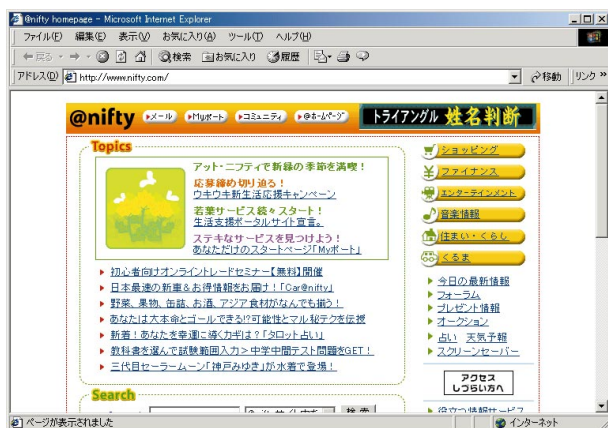 @nifty homepage - Microsoft Internet Explorer
ファイル(F) 編集(E) 表示(V) お気に入り(A) ツール(T) ヘルプ(H)
戻る 検索 お気に入り 履歴
アドレス(D) http://www.nifty.com/ 移動 リンク »
@nifty メール Myポート コミュニティ @ホームページ トライアングル 姓名判断
Topics
アット・ニフティで新緑の季節を満喫！
応募締め切り迫る！
ウキウキ新生活応援キャンペーン
若葉サービス続々スタート！
生活支援ポータルサイト宣言。
ステキなサービスを見つけよう！
あなただけのスタートページ「Myポート」
初心者向けオンライントレードセミナー【無料】開催
日本最速の新車＆お得情報をお届け！「Car@nifty」
野菜、果物、缶詰、お酒、アジア食材がなんでも揃う！
あなたは大本命とゴールできる!?可能性とマル秘テクを伝授
新着！あなたを幸運に導くカギは？「タロット占い」
教科書を選んで試験範囲入力＞中学中間テスト問題をGET！
三代目セーラームーン「神戸みゆき」が水着で登場！
Search
検索
ショッピング
ファイナンス
エンターテインメント
音楽情報
住まい・くらし
くるま
今日の最新情報
フォーラム
プレゼント情報
オークション
占い 天気予報
スクリーンセーバー
アクセス
しづらい方へ
役立つ情報サービス
ページが表示されました インターネット